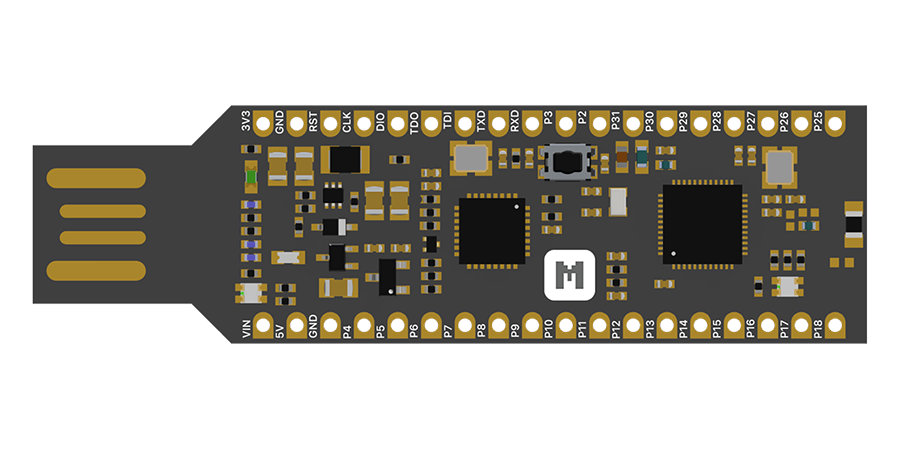 3V3 GND RST CLK DIO TDO TDI TXD RXD P3 P2 P31 P30 P29 P28 P27 P26 P25
M
VIN 5V GND P4 P5 P6 P7 P8 P9 P10 P11 P12 P13 P14 P15 P16 P17 P18